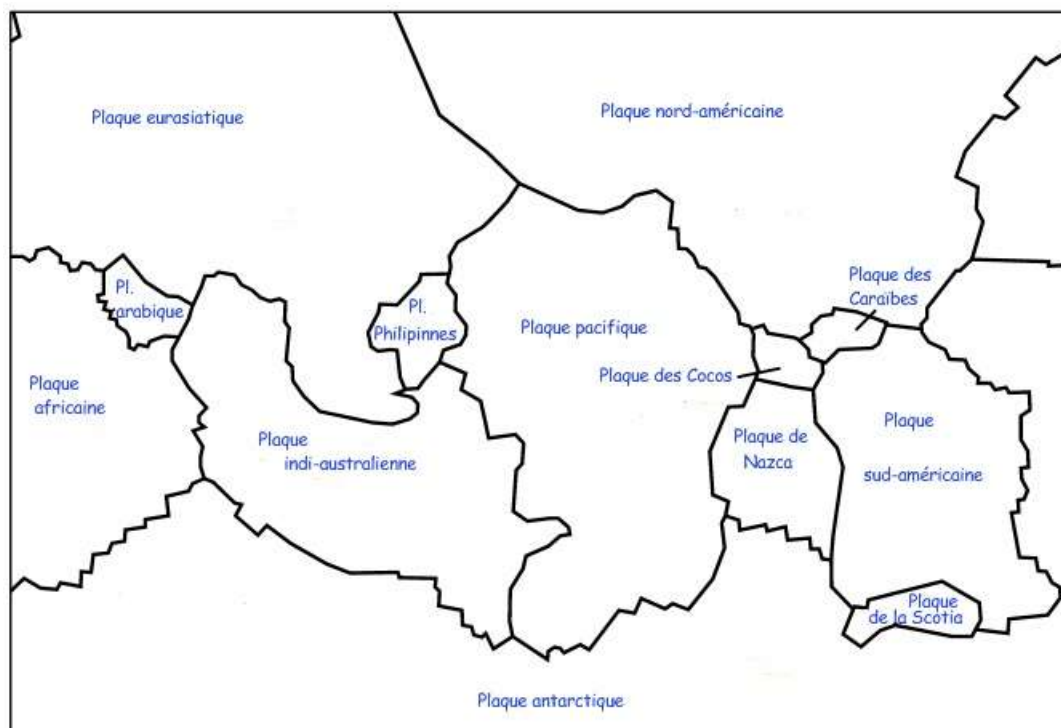 Plaque eurasiatique
Plaque nord-américaine
Plaque des
Caraïbes
Pl.
arabique
Pl.
Philipinnes
Plaque pacifique
Plaque des Cocos
Plaque
africaine
Plaque
indi-australienne
Plaque de
Nazca
Plaque
sud-américaine
Plaque
de la Scotia
Plaque antarctique